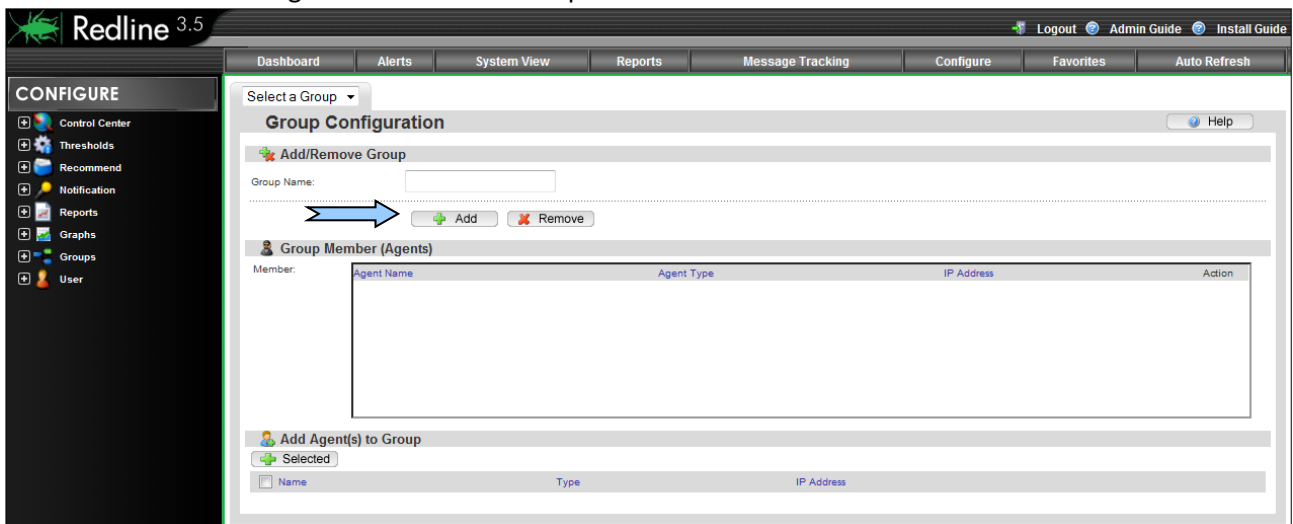 Redline 3.5
Logout Admin Guide Install Guide
Dashboard Alerts System View Reports Message Tracking Configure Favorites Auto Refresh
CONFIGURE
Control Center
Thresholds
Recommend
Notification
Reports
Graphs
Groups
User
Select a Group
Group Configuration Help
Add/Remove Group
Group Name:
Add Remove
Group Member (Agents)
Member: Agent Name Agent Type IP Address Action
Add Agent(s) to Group
Selected
Name Type IP Address